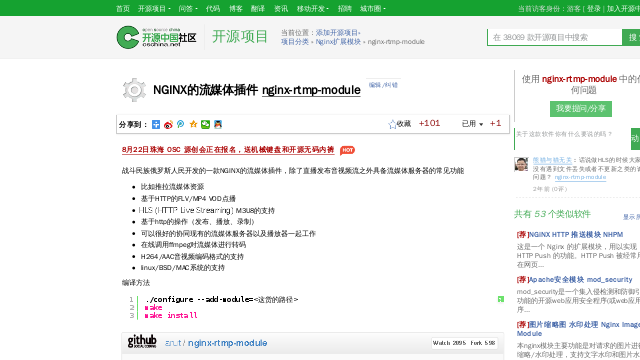 首页 开源项目 问答 代码 博客 翻译 资讯 移动开发 招聘 城市圈
当前访客身份：游客 [ 登录 | 加入开源中
开源中国社区
oschina.net
开源项目
当前位置：添加开源项目»
项目分类 » Nginx扩展模块 » nginx-rtmp-module
在 38069 款开源项目中搜索
搜
NGINX的流媒体插件 nginx-rtmp-module
编辑/纠错
分享到：
收藏 +101 已用 +1
8月22日珠海 OSC 源创会正在报名，送机械键盘和开源无码内裤 HOT
战斗民族俄罗斯人民开发的一款NGINX的流媒体插件，除了直播发布音视频流之外具备流媒体服务器的常见功能
比如推拉流媒体资源
基于HTTP的FLV/MP4 VOD点播
HLS (HTTP Live Streaming) M3U8的支持
基于http的操作（发布、播放、录制）
可以很好的协同现有的流媒体服务器以及播放器一起工作
在线调用ffmpeg对流媒体进行转码
H264/AAC音视频编码格式的支持
linux/BSD/MAC系统的支持
编译方法
1 ./configure --add-module=<这货的路径>
2 make
3 make install
github
SOCIAL CODING
arut / nginx-rtmp-module
Watch 2095 Fork 598
使用 nginx-rtmp-module 中的任
何问题
我要提问/分享
关于这款软件你有什么要说的吗？
动
：话说做HLS的时候大家
没有遇到文件丢失或者不更新之类的
问题？ nginx-rtmp-module
2年前 (0评)
共有 53 个类似软件
显示所
[荐]NGINX HTTP 推送模块 NHPM
这是一个 Nginx 的扩展模块，用以实现
HTTP Push 的功能。HTTP Push 被经常用
在网页...
[荐]Apache安全模块 mod_security
mod_security是一个集入侵检测和防御引
功能的开源web应用安全程序(或web应用
序...
[荐]图片缩略图 水印处理 Nginx Image
Module
本nginx模块主要功能是对请求的图片进行
缩略/水印处理，支持文字水印和图片水